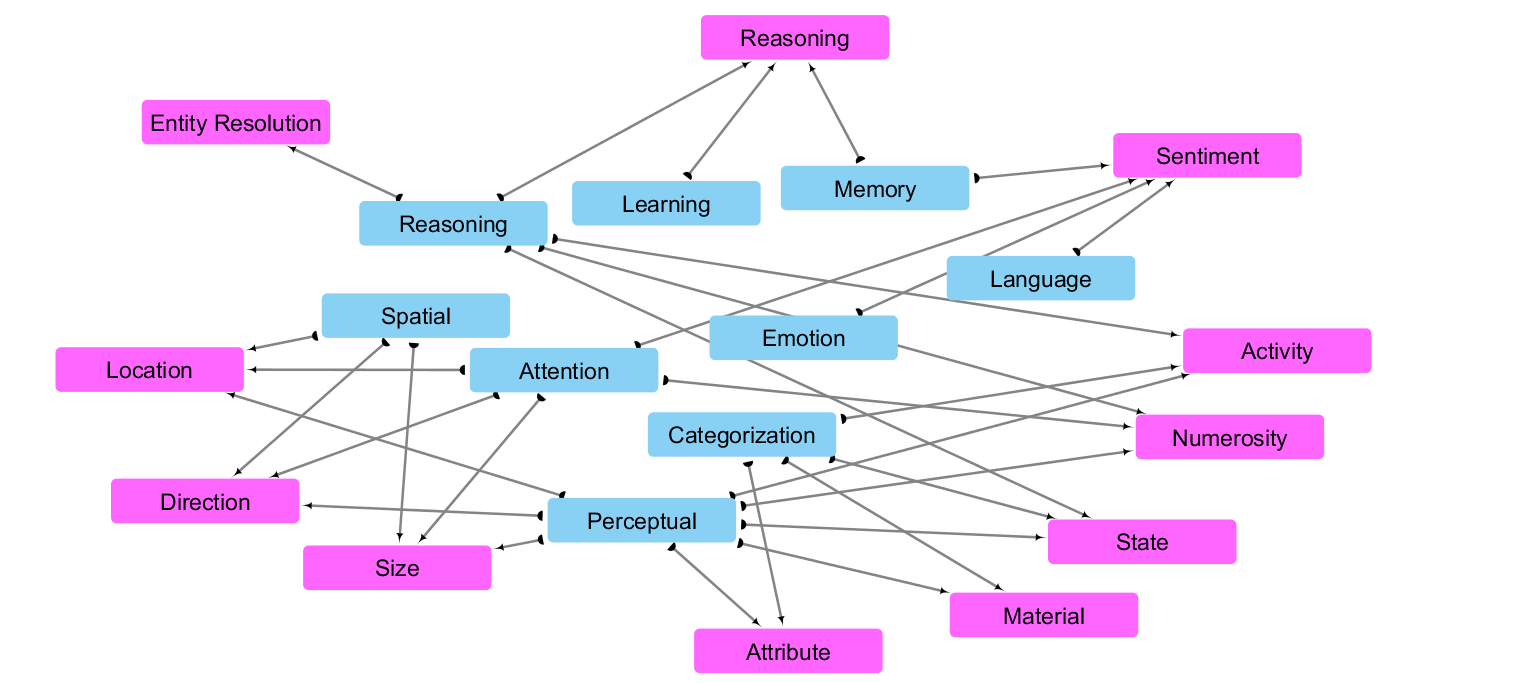 Reasoning
Entity Resolution
Sentiment
Memory
Learning
Reasoning
Language
Spatial
Emotion
Activity
Location
Attention
Categorization
Numerosity
Direction
Perceptual
State
Size
Material
Attribute